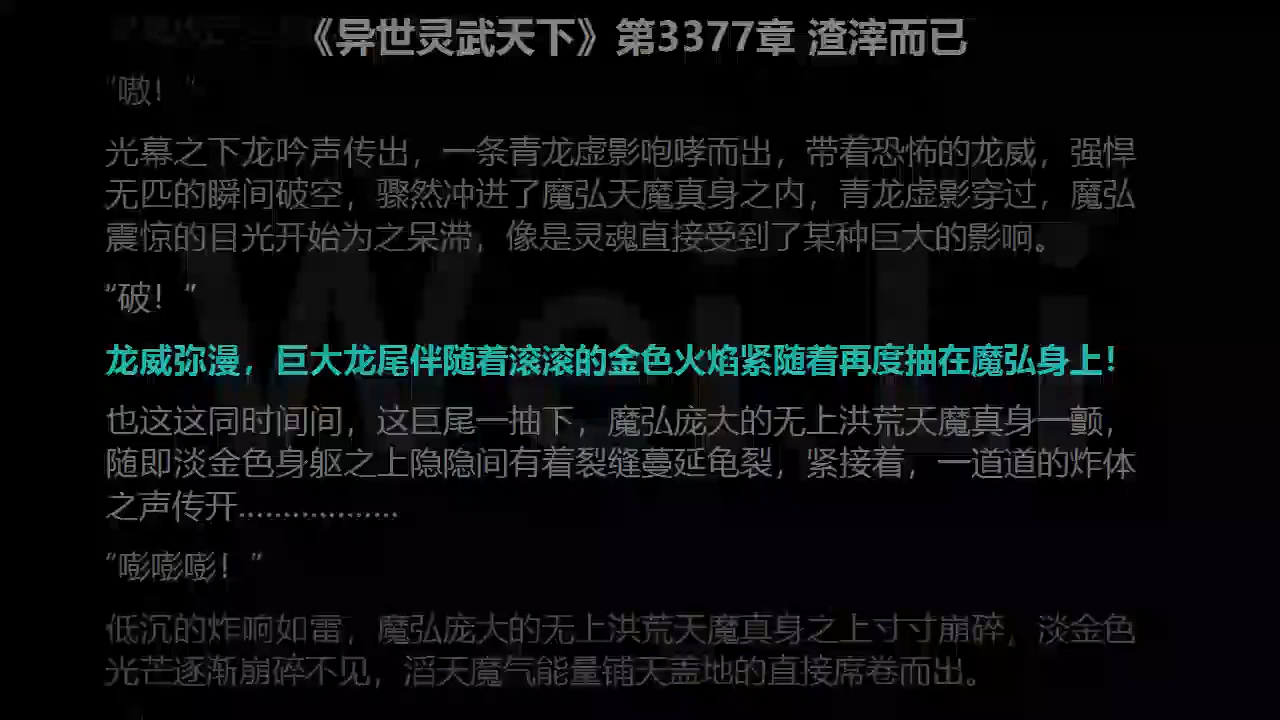 《异世灵武天下》第3377章 渣滓而已
“嗷！”
光幕之下龙吟声传出，一条青龙虚影咆哮而出，带着恐怖的龙威，强悍
无匹的瞬间破空，骤然冲进了魔弘天魔真身之内，青龙虚影穿过，魔弘
震惊的目光开始为之呆滞，像是灵魂直接受到了某种巨大的影响。
“破！”
龙威弥漫，巨大龙尾伴随着滚滚的金色火焰紧随着再度抽在魔弘身上！
也这这同时间间，这巨尾一抽下，魔弘庞大的无上洪荒天魔真身一颤，
随即淡金色身躯之上隐隐间有着裂缝蔓延龟裂，紧接着，一道道的炸体
之声传开………………
“嘭嘭嘭！”
低沉的炸响如雷，魔弘庞大的无上洪荒天魔真身之上寸寸崩碎，淡金色
光芒逐渐崩碎不见，滔天魔气能量铺天盖地的直接席卷而出。
Wei Li